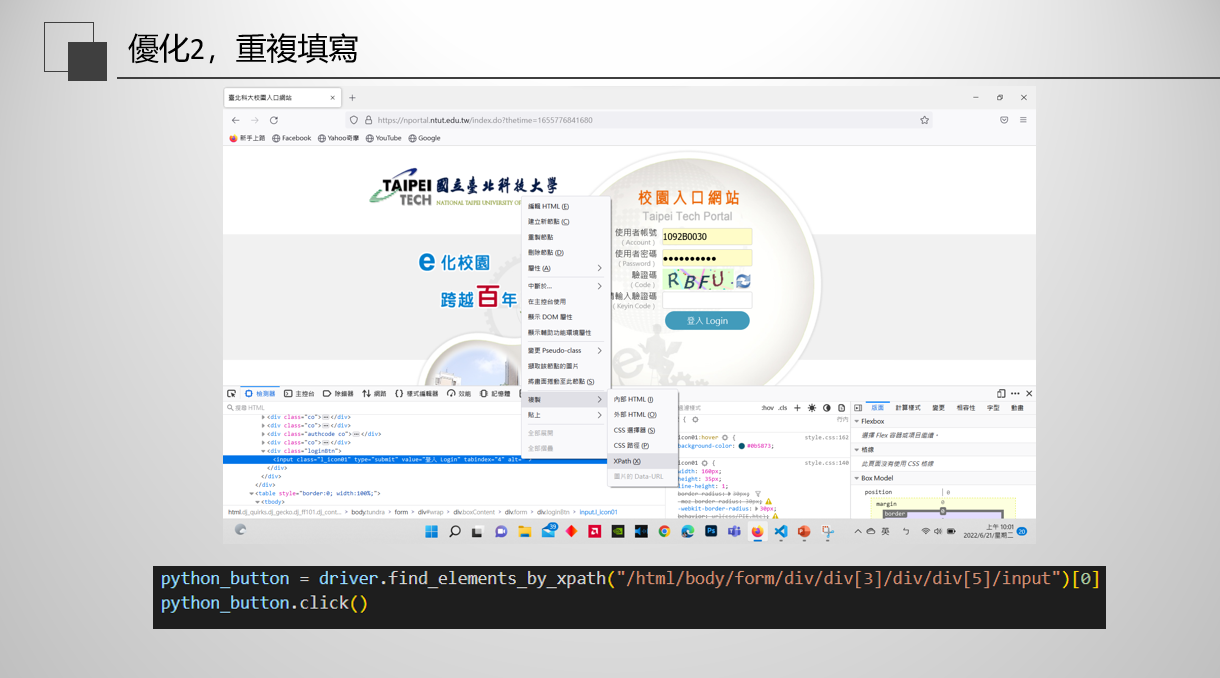 優化2，重複填寫
臺北科大校園入口網站
https://nportal.ntut.edu.tw/index.do?thetime=1655776841680
新手上路 Facebook Yahoo奇摩 YouTube Google
TAIPEI TECH 國立臺北科技大學
NATIONAL TAIPEI UNIVERSITY OF
e化校園
跨越百年
校園入口網站
Taipei Tech Portal
使用者帳號 1092B0030
( Account )
使用者密碼 ●●●●●●●●●●
( Password )
驗證碼 RBFU
( Code )
輸入驗證碼
( Keyin Code )
登入 Login
編輯 HTML (E)
建立新節點 (C)
重製節點
刪除節點 (D)
屬性 (A)
中斷於...
在主控台使用
顯示 DOM 屬性
顯示輔助功能環境屬性
變更 Pseudo-class
擷取該節點的圖片
將畫面捲動至此節點 (S)
複製
貼上
全部展開
全部摺疊
內部 HTML (I)
外部 HTML (O)
CSS 選擇器 (S)
CSS 路徑 (P)
XPath (X)
圖片的 Data-URL
檢測器 主控台 除錯器 網路 樣式編輯器 效能 記憶體
搜尋 HTML
<div class="co">⋯</div>
<div class="co">⋯</div>
<div class="authcode co">⋯</div>
<div class="co">⋯</div>
<div class="loginBtn">
<input class="i_icon01" type="submit" value="登入 Login" tabindex="4" alt=
</div>
</div>
</div>
<table style="border:0; width:100%;">
<tbody>
html.dj_quirks.dj_gecko.dj_ff101.dj_cont... > body.tundra > form > div#wrap > div.boxContent > div.form > div.loginBtn > input.i_icon01
:hov .cls
行內
icon01:hover { style.css:162
background-color: #0b5873;
icon01 { style.css:140
width: 160px;
height: 35px;
line-height: 1;
border-radius: 30px;
-moz-border-radius: 30px;
-webkit-border-radius: 30px;
behavior: url(css/PIE.htc);
版面 計算樣式 變更 相容性 字型 動畫
Flexbox
選擇 Flex 容器或項目繼續。
格線
此頁面沒有使用 CSS 格線
Box Model
position 0
margin 0
border 0
39
英
上午 10:01
2022/6/21/星期二
20
python_button = driver.find_elements_by_xpath("/html/body/form/div/div[3]/div/div[5]/input")[0]
python_button.click()